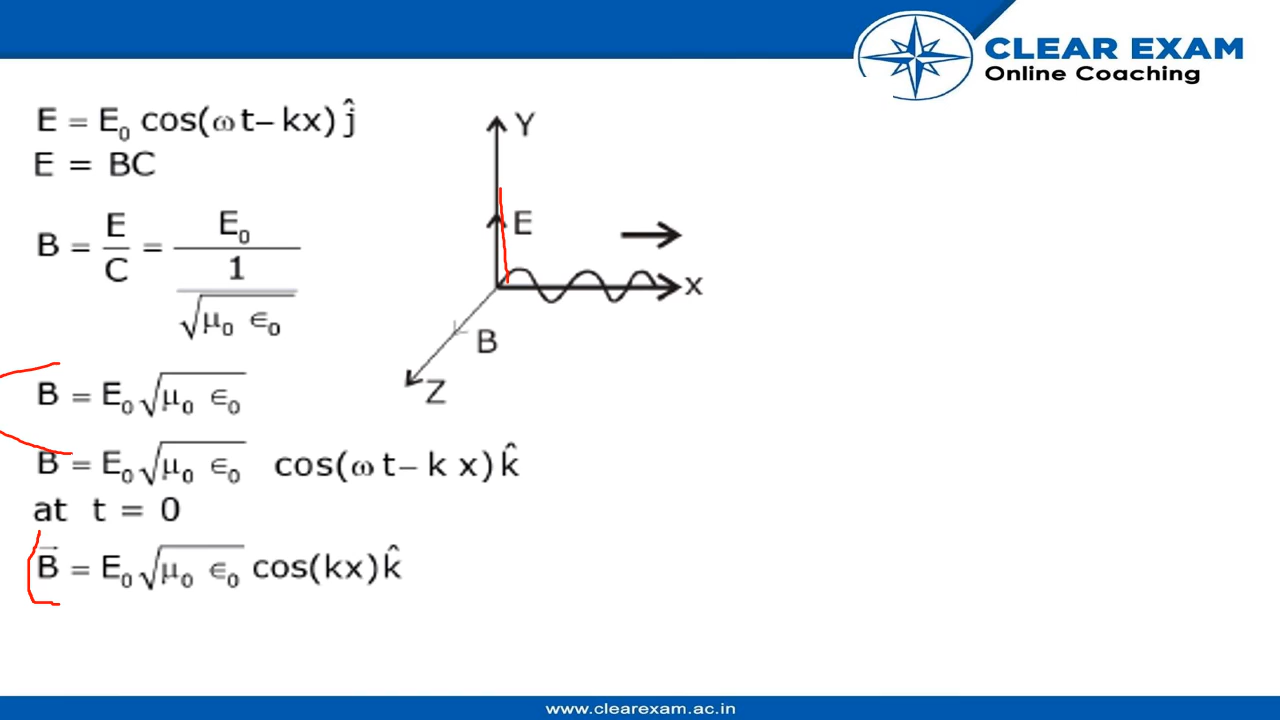 CLEAR EXAM
Online Coaching
E = E₀ cos(ωt – kx) ĵ
E = BC
B = E/C = E₀/(1/√(μ₀ ∈₀))
B = E₀√(μ₀ ∈₀)
B = E₀√(μ₀ ∈₀) cos(ωt – k x) k̂
at t = 0
B⃗ = E₀√(μ₀ ∈₀) cos(kx) k̂
Y
E
X
B
Z
www.clearexam.ac.in